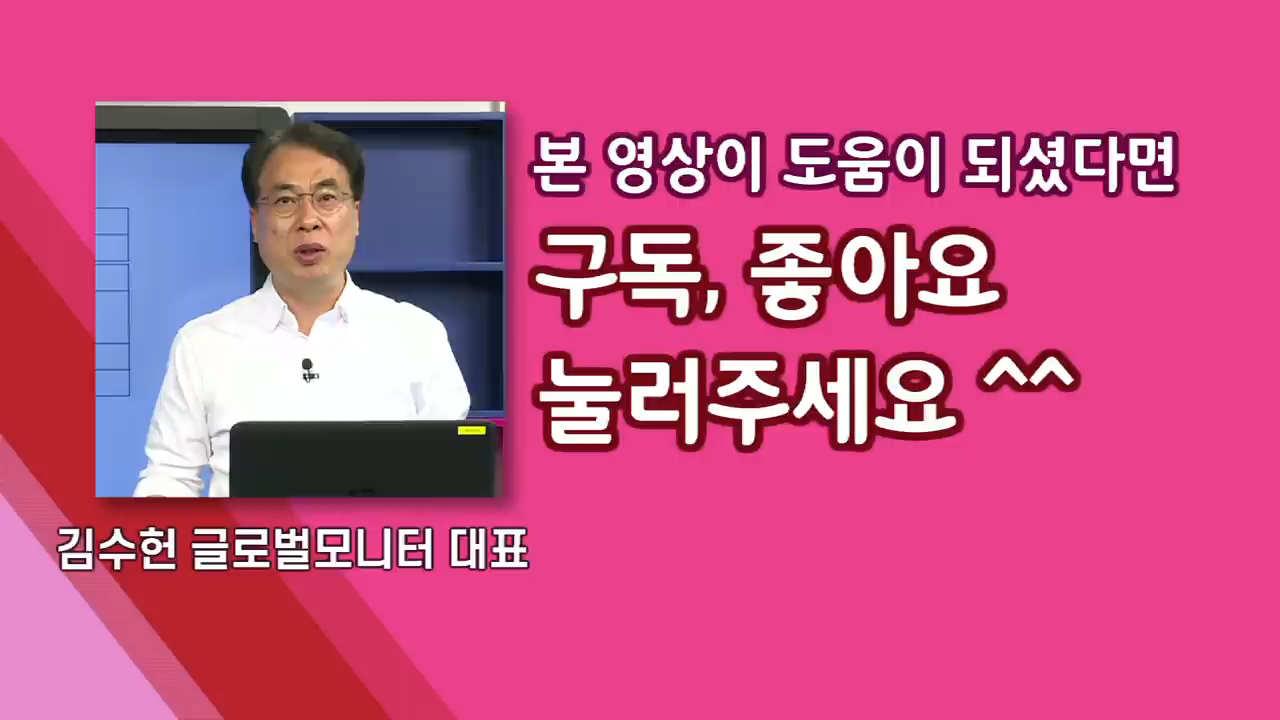 본 영상이 도움이 되셨다면
구독, 좋아요
눌러주세요 ^^
김수헌 글로벌모니터 대표